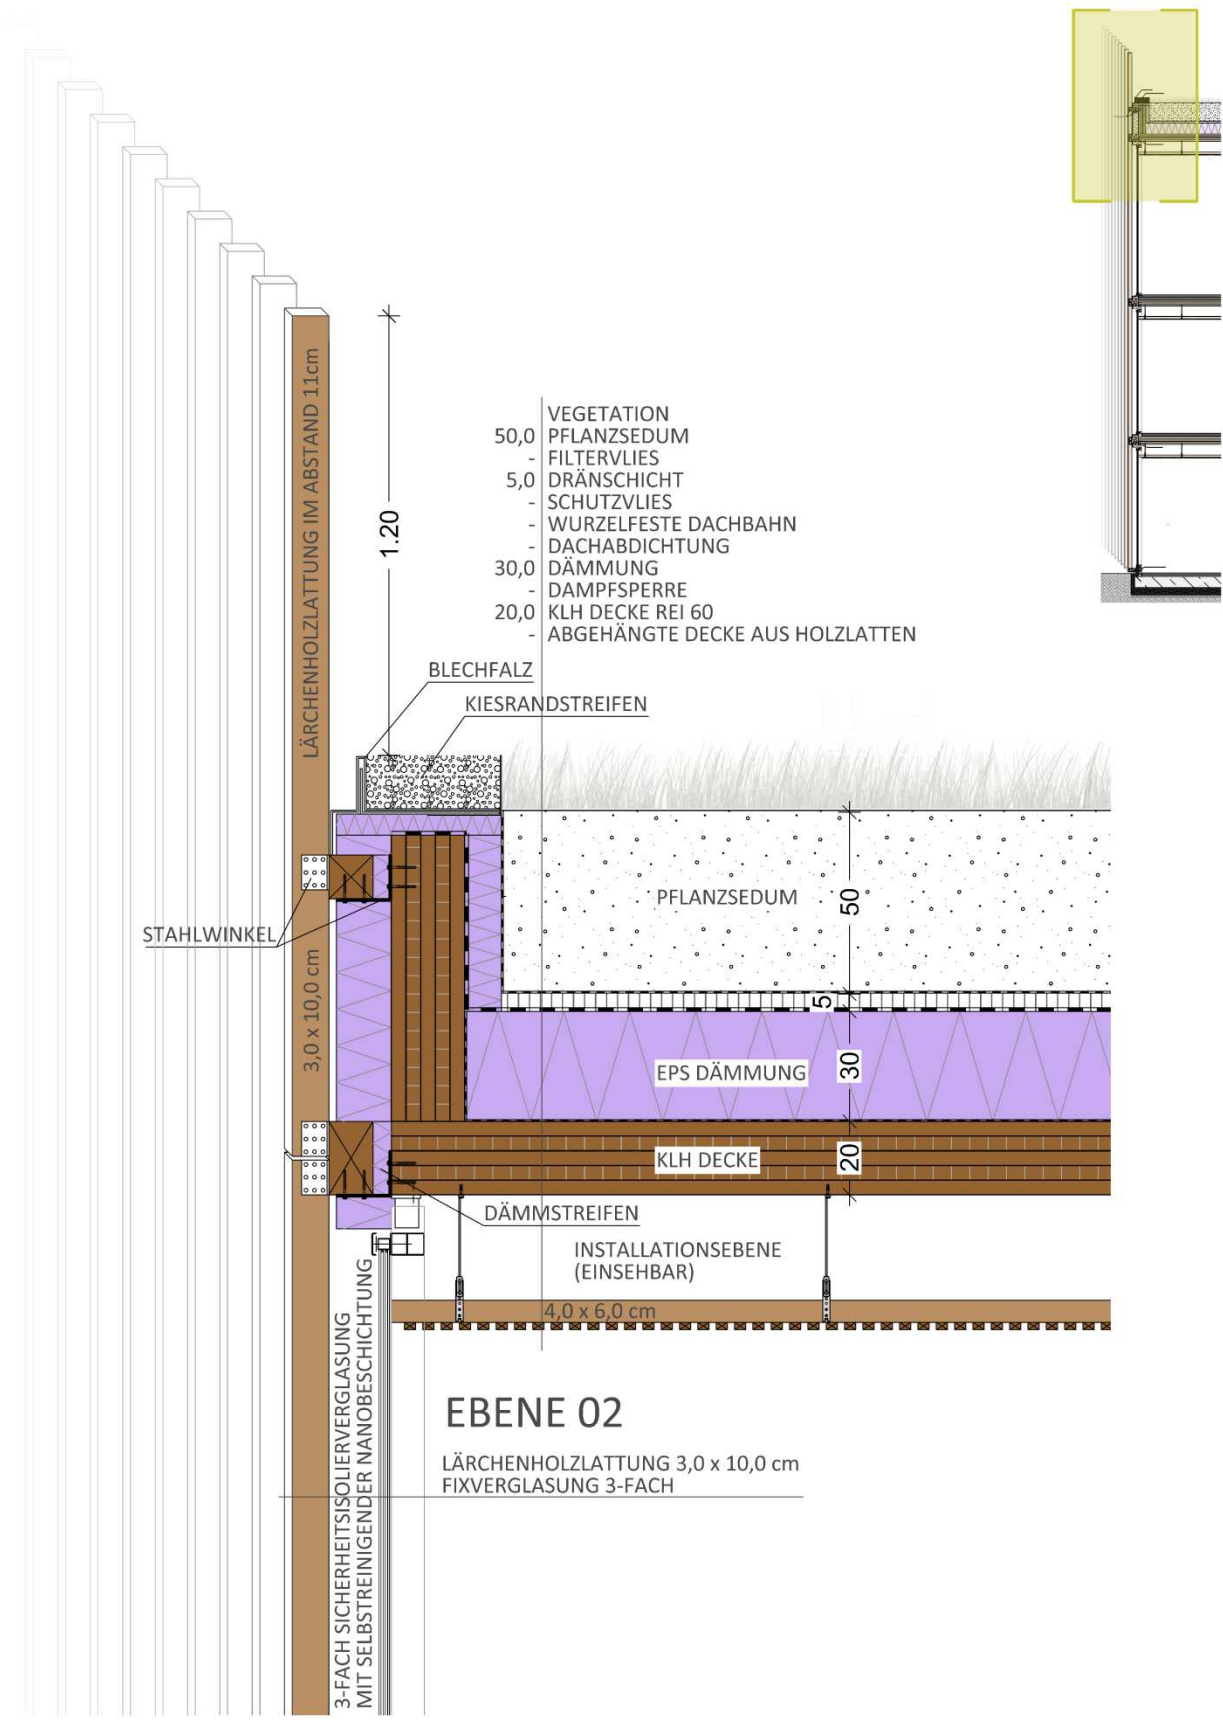 LÄRCHENHOLZLATTUNG IM ABSTAND 11cm
1.20
VEGETATION
50,0 PFLANZSEDUM
- FILTERVLIES
5,0 DRÄNSCHICHT
- SCHUTZVLIES
- WURZELFESTE DACHBAHN
- DACHABDICHTUNG
30,0 DÄMMUNG
- DAMPFSPERRE
20,0 KLH DECKE REI 60
- ABGEHÄNGTE DECKE AUS HOLZLATTEN
BLECHFALZ
KIESRANDSTREIFEN
PFLANZSEDUM
50
STAHLWINKEL
3,0 x 10,0 cm
5
EPS DÄMMUNG
30
KLH DECKE
20
DÄMMSTREIFEN
INSTALLATIONSEBENE
(EINSEHBAR)
4,0 x 6,0 cm
3-FACH SICHERHEITSISOLIERVERGLASUNG
MIT SELBSTREINIGENDER NANOBESCHICHTUNG
EBENE 02
LÄRCHENHOLZLATTUNG 3,0 x 10,0 cm
FIXVERGLASUNG 3-FACH